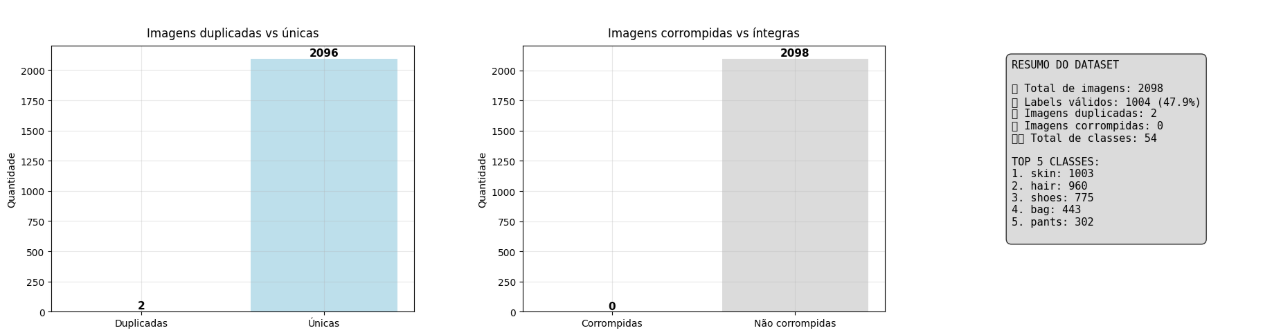 Imagens duplicadas vs únicas
2096
2000
1750
1500
1250
1000
750
500
250
0
Quantidade
2
Duplicadas
Únicas
Imagens corrompidas vs íntegras
2098
2000
1750
1500
1250
1000
750
500
250
0
Quantidade
0
Corrompidas
Não corrompidas
RESUMO DO DATASET
Total de imagens: 2098
Labels válidos: 1004 (47.9%)
Imagens duplicadas: 2
Imagens corrompidas: 0
Total de classes: 54
TOP 5 CLASSES:
1. skin: 1003
2. hair: 960
3. shoes: 775
4. bag: 443
5. pants: 302